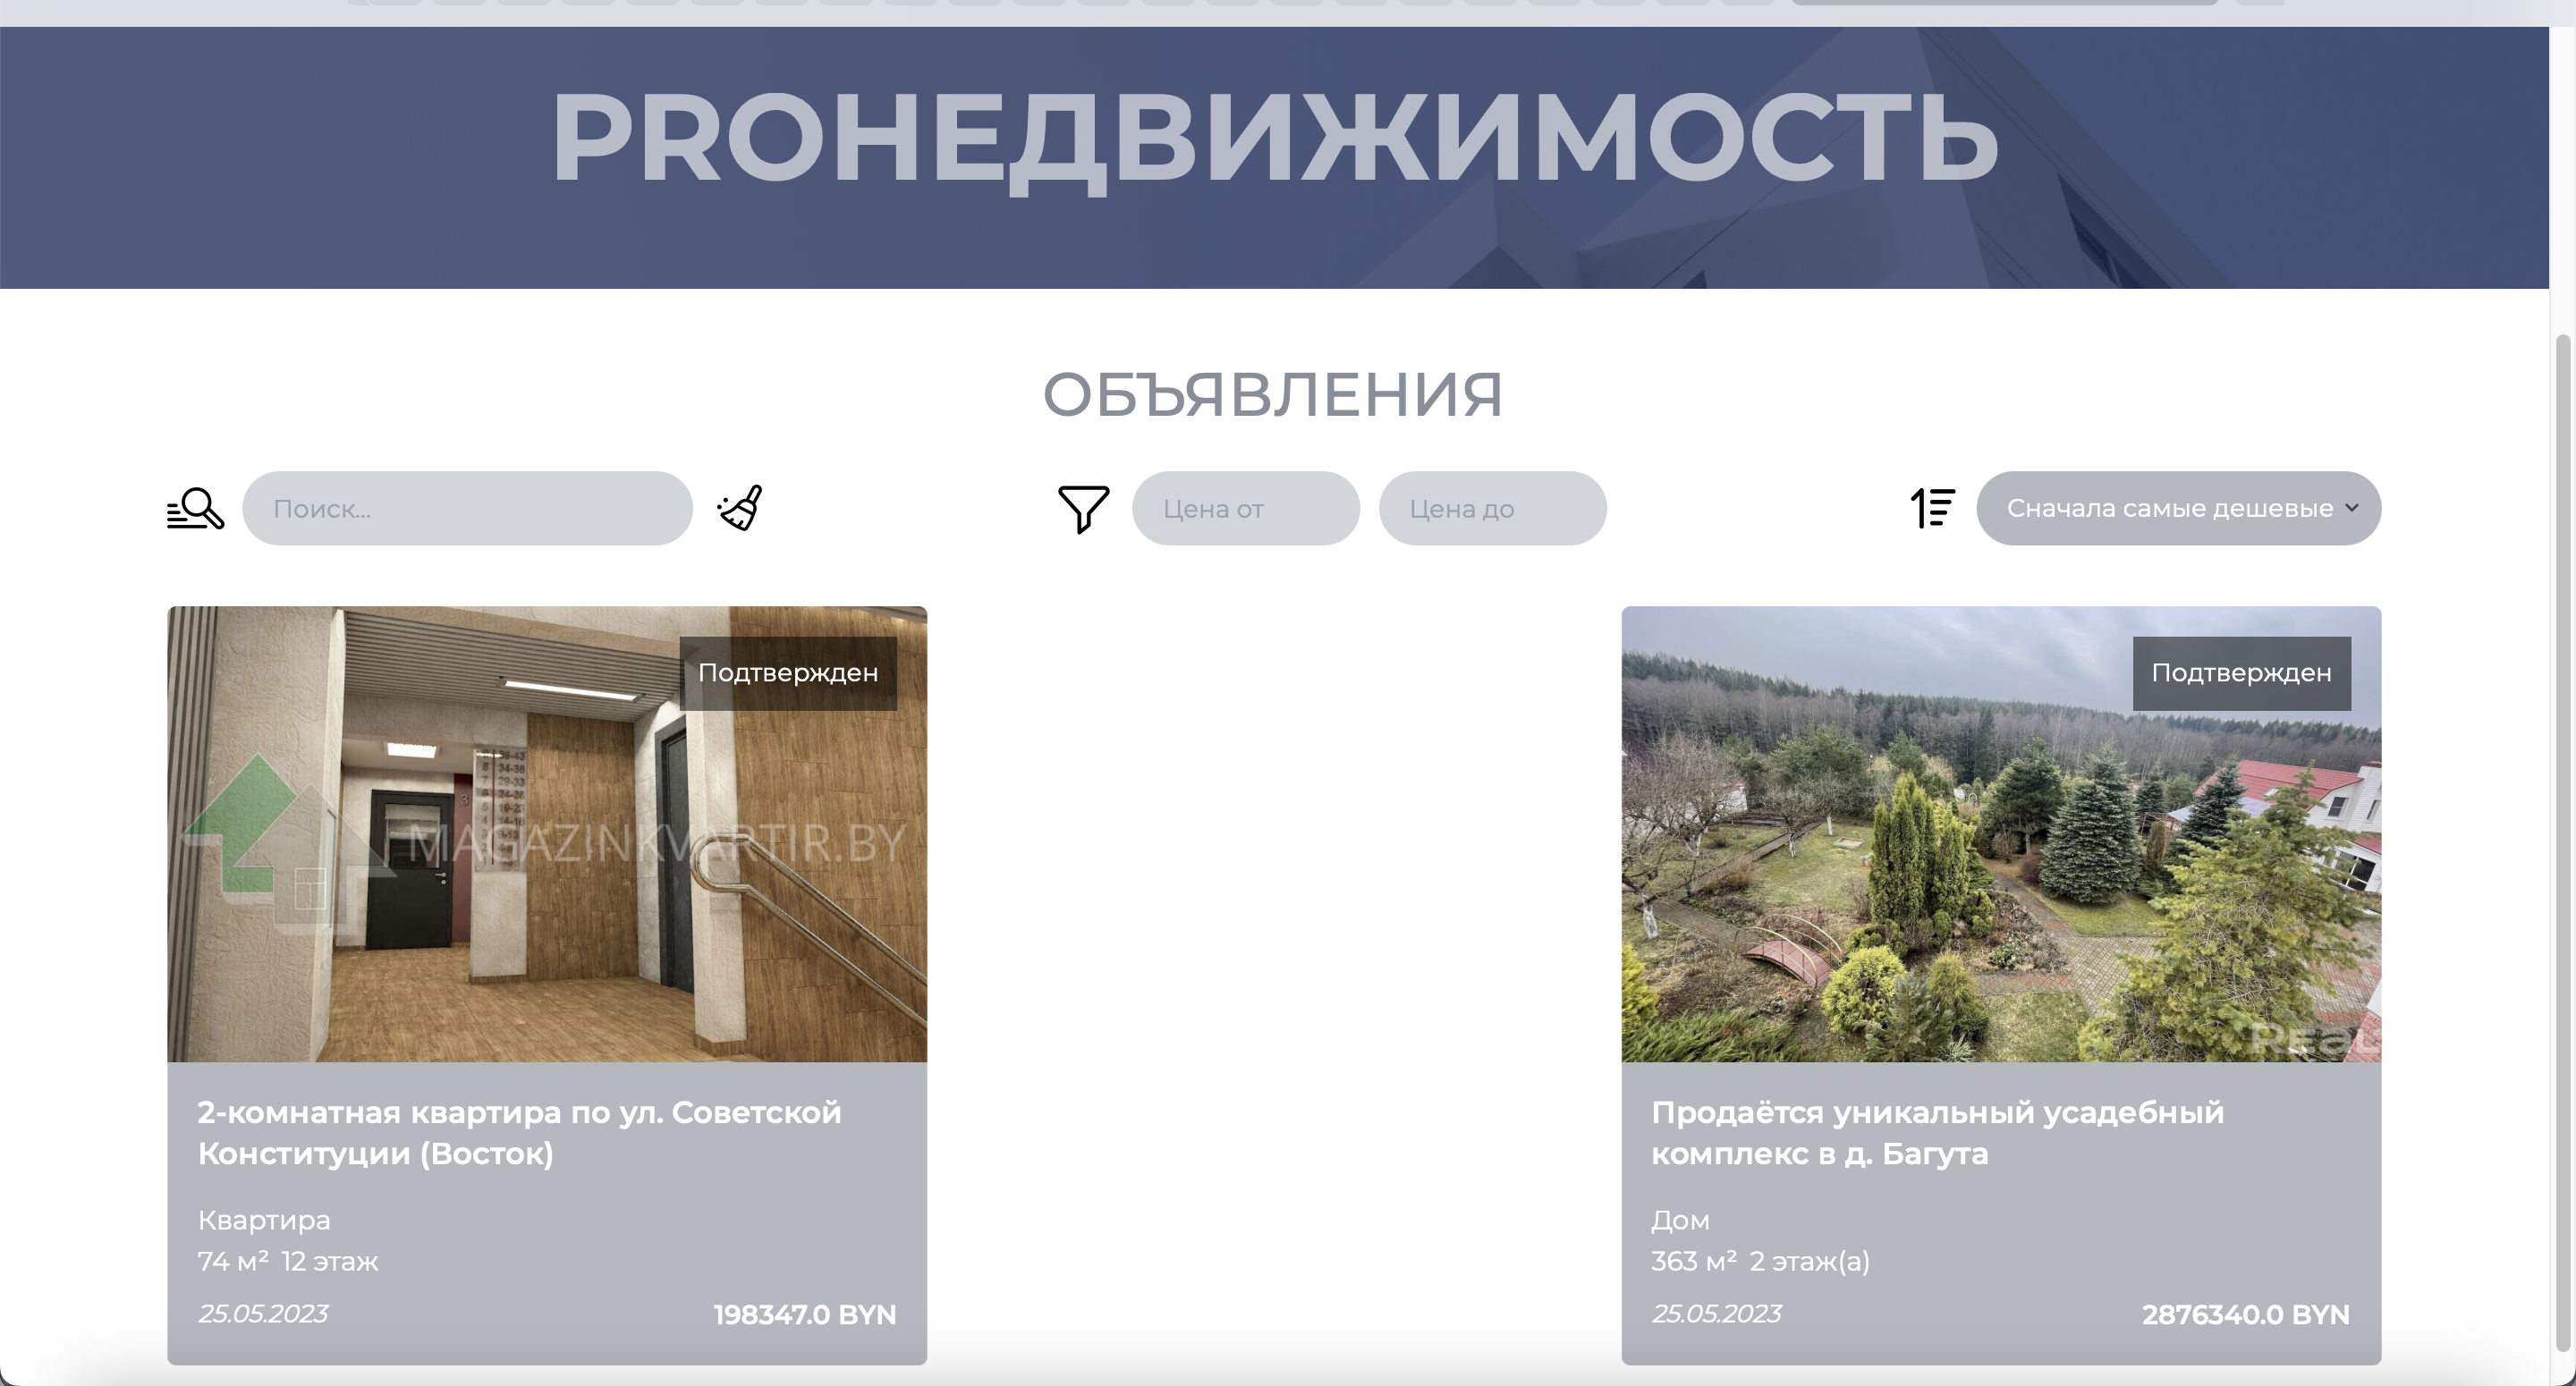 PROНЕДВИЖИМОСТЬ
ОБЪЯВЛЕНИЯ
Поиск...
Цена от
Цена до
Сначала самые дешевые
Подтвержден
MAGAZINKVARTIR.BY
2-комнатная квартира по ул. Советской
Конституции (Восток)
Квартира
74 м² 12 этаж
25.05.2023
198347.0 BYN
Подтвержден
REAL
Продаётся уникальный усадебный
комплекс в д. Багута
Дом
363 м² 2 этаж(а)
25.05.2023
2876340.0 BYN